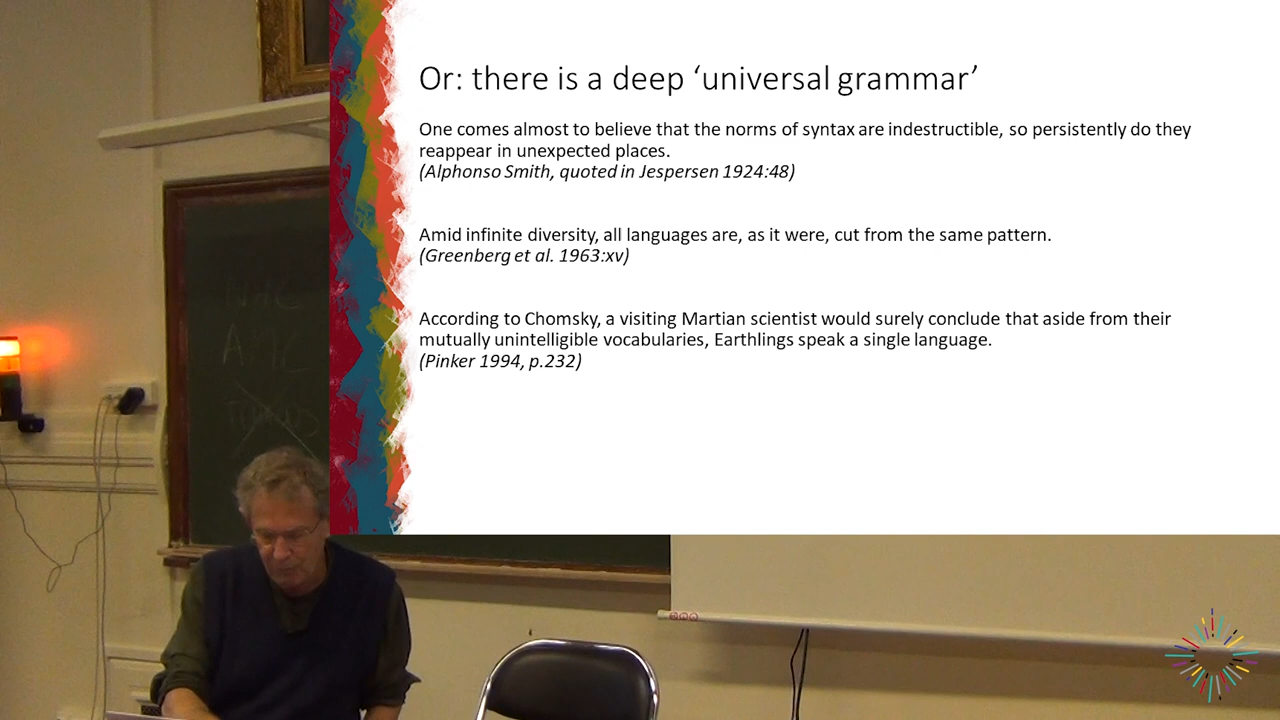 Or: there is a deep ‘universal grammar’
One comes almost to believe that the norms of syntax are indestructible, so persistently do they
reappear in unexpected places.
(Alphonso Smith, quoted in Jespersen 1924:48)
Amid infinite diversity, all languages are, as it were, cut from the same pattern.
(Greenberg et al. 1963:xv)
According to Chomsky, a visiting Martian scientist would surely conclude that aside from their
mutually unintelligible vocabularies, Earthlings speak a single language.
(Pinker 1994, p.232)